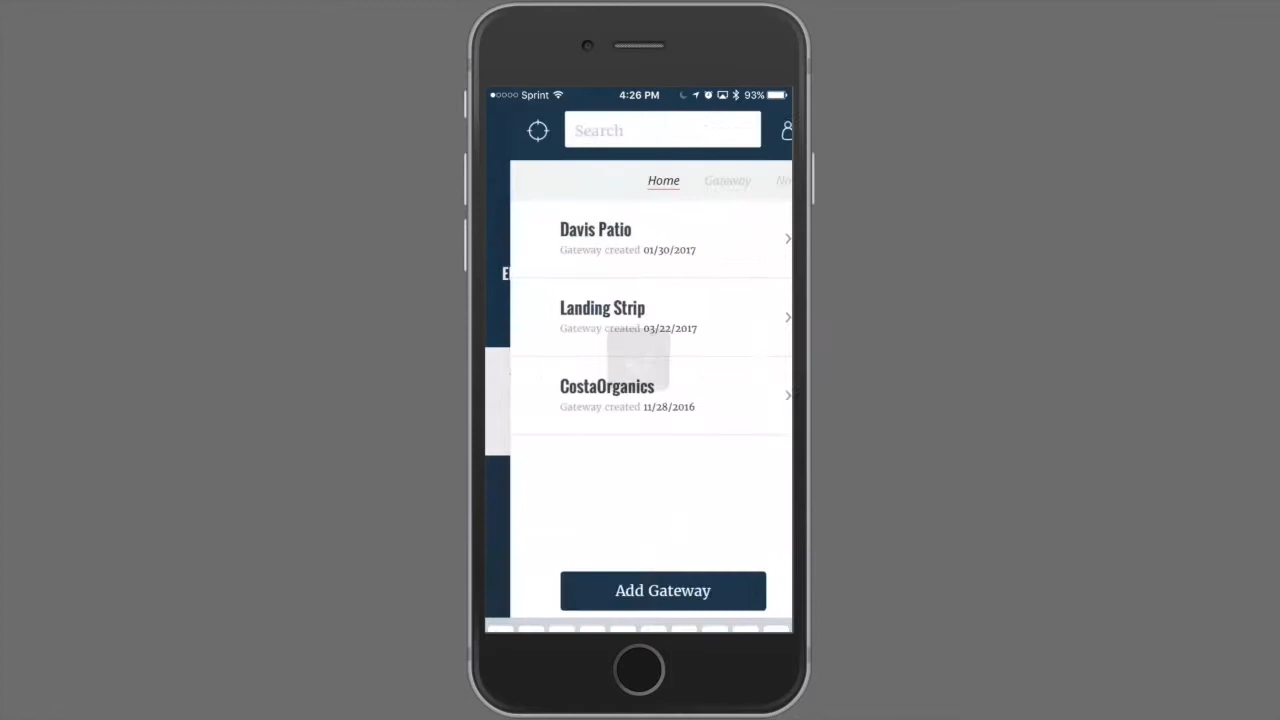 Sprint 4:26 PM 93%
Search
Home Gateway
Davis Patio
Gateway created 01/30/2017
Landing Strip
Gateway created 03/22/2017
CostaOrganics
Gateway created 11/28/2016
Add Gateway